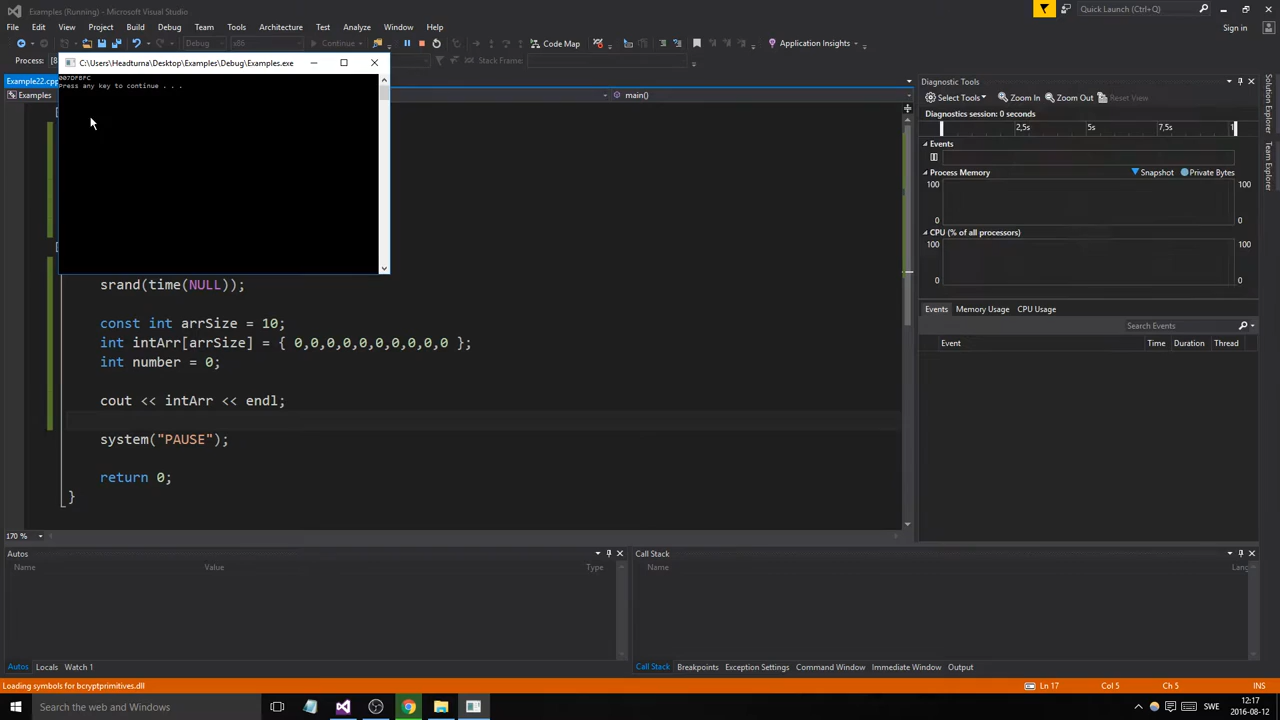 Examples (Running) - Microsoft Visual Studio
Quick Launch (Ctrl+Q)
File Edit View Project Build Debug Team Tools Architecture Test Analyze Window Help
Sign in
Debug x86 Continue Code Map Application Insights
Process: [8 Stack Frame:
C:\Users\Headturna\Desktop\Examples\Debug\Examples.exe
Press any key to continue . . .
Example22.cpp
Examples
main()
srand(time(NULL));
const int arrSize = 10;
int intArr[arrSize] = { 0,0,0,0,0,0,0,0,0,0 };
int number = 0;
cout << intArr << endl;
system("PAUSE");
return 0;
}
170 %
Diagnostic Tools
Select Tools Zoom In Zoom Out Reset View
Diagnostics session: 0 seconds
2,5s 5s 7,5s 1
Events
Process Memory Snapshot Private Bytes
100 100
0 0
CPU (% of all processors)
100 100
0 0
Events Memory Usage CPU Usage
Search Events
Event Time Duration Thread
Solution Explorer
Team Explorer
Autos
Name Value Type
Autos Locals Watch 1
Call Stack
Name Lang
Call Stack Breakpoints Exception Settings Command Window Immediate Window Output
Loading symbols for bcryptprimitives.dll
Ln 17 Col 5 Ch 5 INS
Search the web and Windows
SWE
12:17
2016-08-12